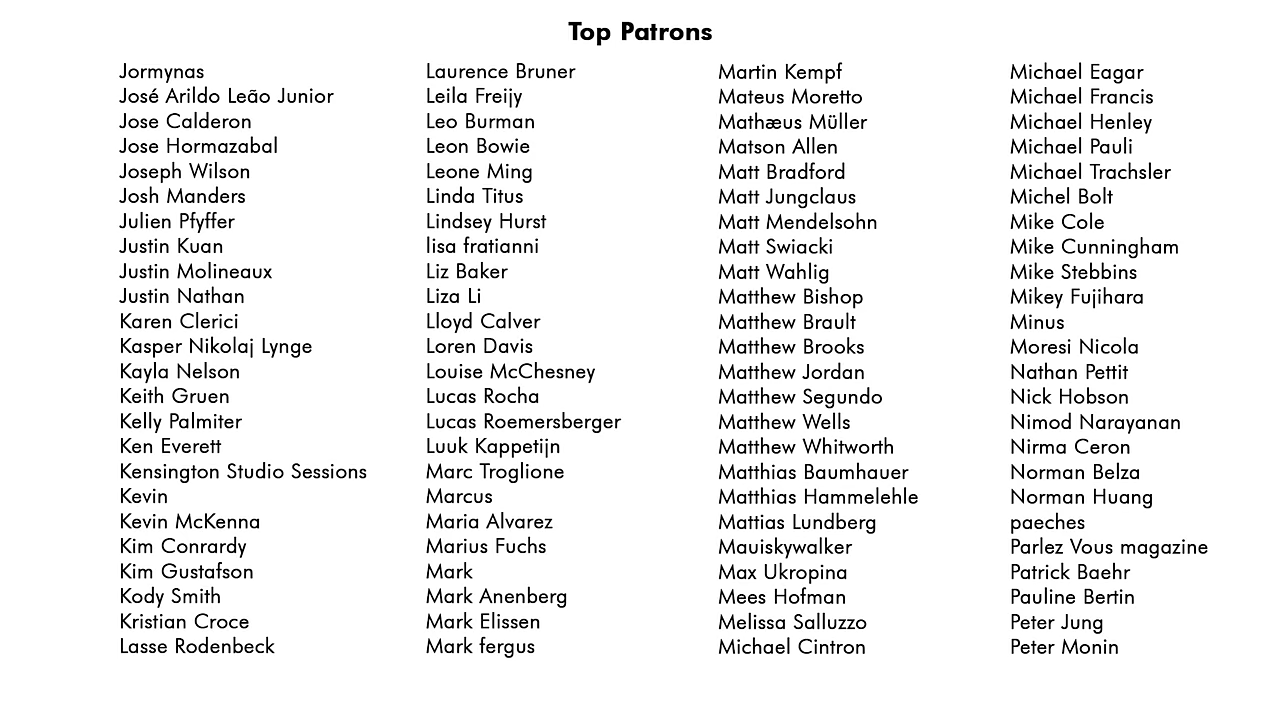 Top Patrons
Jormynas
José Arildo Leão Junior
Jose Calderon
Jose Hormazabal
Joseph Wilson
Josh Manders
Julien Pfyffer
Justin Kuan
Justin Molineaux
Justin Nathan
Karen Clerici
Kasper Nikolaj Lynge
Kayla Nelson
Keith Gruen
Kelly Palmiter
Ken Everett
Kensington Studio Sessions
Kevin
Kevin McKenna
Kim Conrardy
Kim Gustafson
Kody Smith
Kristian Croce
Lasse Rodenbeck
Laurence Bruner
Leila Freijy
Leo Burman
Leon Bowie
Leone Ming
Linda Titus
Lindsey Hurst
lisa fratianni
Liz Baker
Liza Li
Lloyd Calver
Loren Davis
Louise McChesney
Lucas Rocha
Lucas Roemersberger
Luuk Kappetijn
Marc Troglione
Marcus
Maria Alvarez
Marius Fuchs
Mark
Mark Anenberg
Mark Elissen
Mark fergus
Martin Kempf
Mateus Moretto
Mathæus Müller
Matson Allen
Matt Bradford
Matt Jungclaus
Matt Mendelsohn
Matt Swiacki
Matt Wahlig
Matthew Bishop
Matthew Brault
Matthew Brooks
Matthew Jordan
Matthew Segundo
Matthew Wells
Matthew Whitworth
Matthias Baumhauer
Matthias Hammelehle
Mattias Lundberg
Mauiskywalker
Max Ukropina
Mees Hofman
Melissa Salluzzo
Michael Cintron
Michael Eagar
Michael Francis
Michael Henley
Michael Pauli
Michael Trachsler
Michel Bolt
Mike Cole
Mike Cunningham
Mike Stebbins
Mikey Fujihara
Minus
Moresi Nicola
Nathan Pettit
Nick Hobson
Nimod Narayanan
Nirma Ceron
Norman Belza
Norman Huang
paeches
Parlez Vous magazine
Patrick Baehr
Pauline Bertin
Peter Jung
Peter Monin